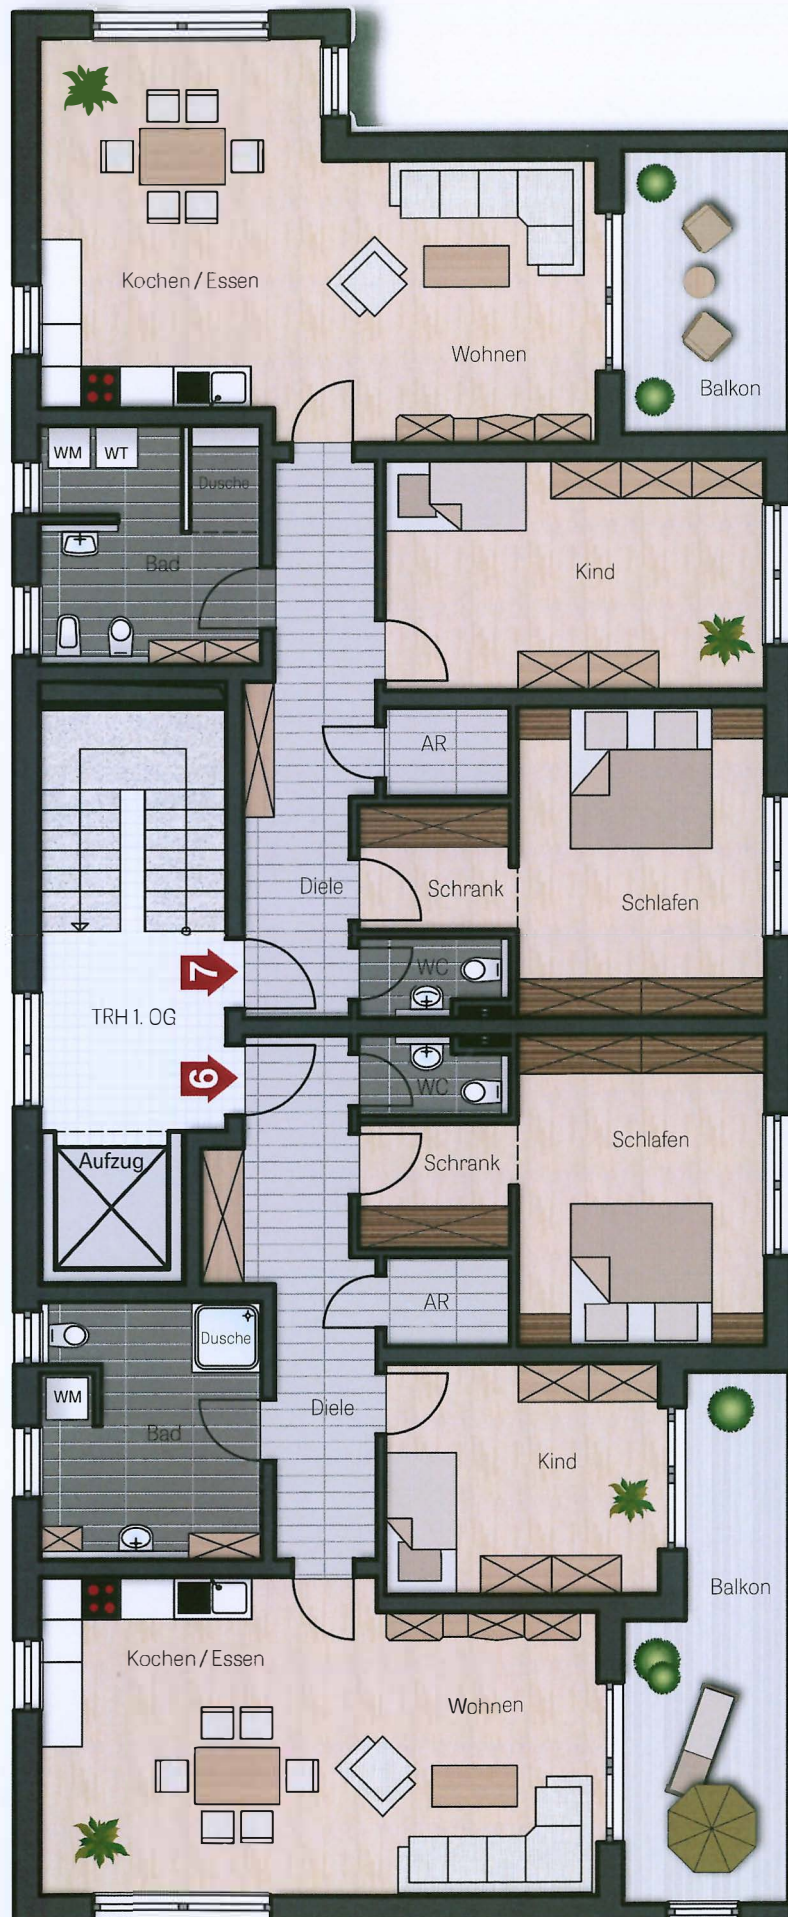 Kochen / Essen
Wohnen
Balkon
WM
WT
Dusche
Bad
Kind
AR
Diele
Schrank
Schlafen
WC
7
TRH 1. OG
6
WC
Schlafen
Schrank
Aufzug
AR
Dusche
WM
Bad
Diele
Kind
Balkon
Kochen / Essen
Wohnen